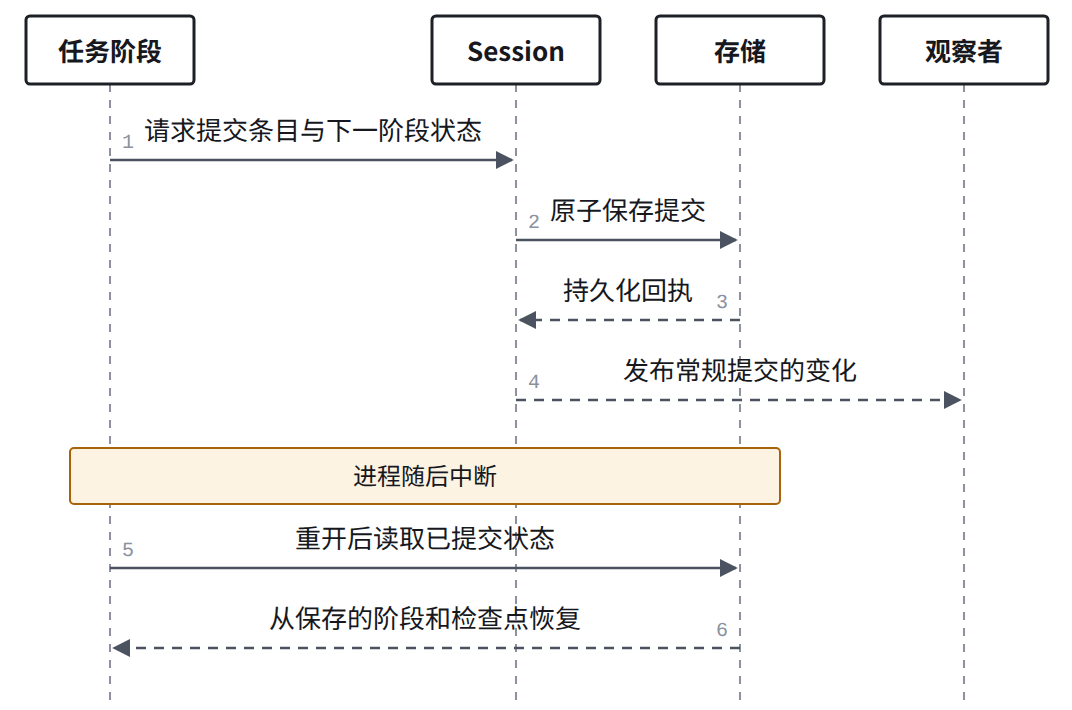 任务阶段
Session
存储
观察者
1 请求提交条目与下一阶段状态
2 原子保存提交
持久化回执 3
4 发布常规提交的变化
进程随后中断
5 重开后读取已提交状态
从保存的阶段和检查点恢复 6